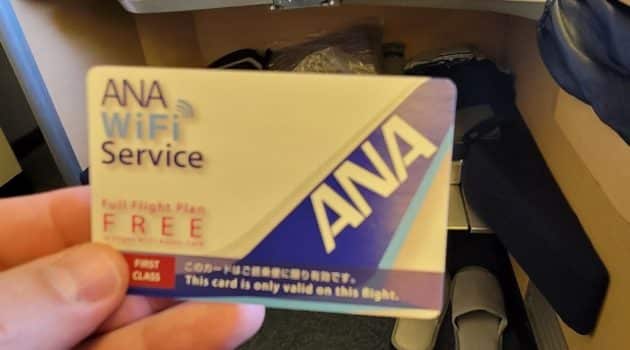 ANA
WiFi
Service
Full Flight Plan
FREE
FIRST
CLASS
このカードはご搭乗便に限り有効です。
This card is only valid on this flight.
ANA